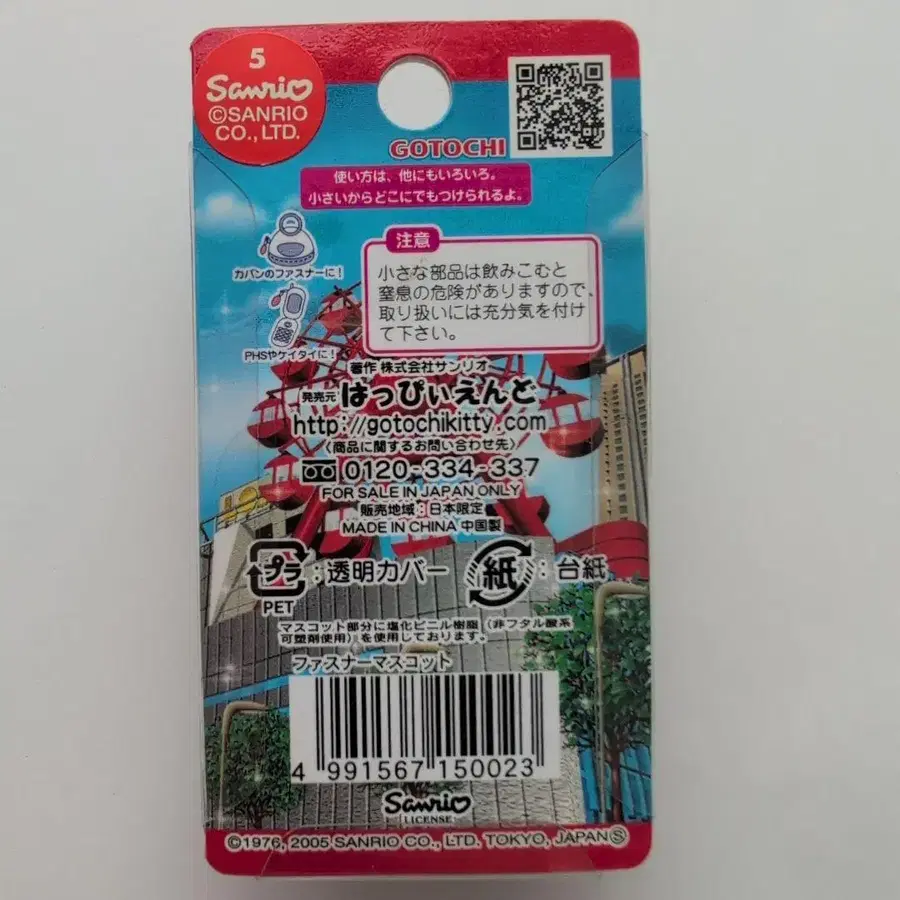 5
Sanrio
©SANRIO
CO., LTD.
GOTOCHI
使い方は、他にもいろいろ。
小さいからどこにでもつけられるよ。
カバンのファスナーに!
PHSやケイタイに!
注意
小さな部品は飲みこむと
窒息の危険がありますので、
取り扱いには充分気を付け
て下さい。
著作 株式会社サンリオ
発売元 はっぴぃえんど
http://gotochikitty.com
〈商品に関するお問い合わせ先〉
0120-334-337
FOR SALE IN JAPAN ONLY
販売地域:日本限定
MADE IN CHINA 中国製
プラ :透明カバー 紙 :台紙
PET
マスコット部分に塩化ビニル樹脂(非フタル酸系
可塑剤使用)を使用しております。
ファスナーマスコット
4 991567 150023
Sanrio
LICENSE
©1976, 2005 SANRIO CO., LTD. TOKYO, JAPAN Ⓢ